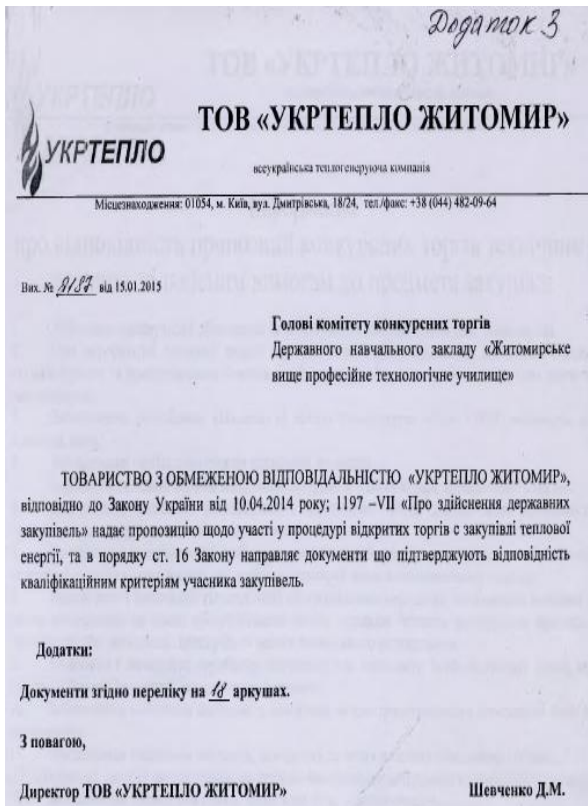 Додаток 3
ТОВ «УКРТЕПЛО ЖИТОМИР»
УКРТЕПЛО
всеукраїнська теплогенеруюча компанія
Місцезнаходження: 01054, м. Київ, вул. Дмитрівська, 18/24, тел./факс: +38 (044) 482-09-64
Вих. № від 15.01.2015
Голові комітету конкурсних торгів
Державного навчального закладу «Житомирське
вище професійне технологічне училище»
ТОВАРИСТВО З ОБМЕЖЕНОЮ ВІДПОВІДАЛЬНІСТЮ «УКРТЕПЛО ЖИТОМИР»,
відповідно до Закону України від 10.04.2014 року; 1197 –VII «Про здійснення державних
закупівель» надає пропозицію щодо участі у процедурі відкритих торгів с закупівлі теплової
енергії, та в порядку ст. 16 Закону направляє документи що підтверджують відповідність
кваліфікаційним критеріям учасника закупівель.
Додатки:
Документи згідно переліку на 18 аркушах.
З повагою,
Директор ТОВ «УКРТЕПЛО ЖИТОМИР» Шевченко Д.М.